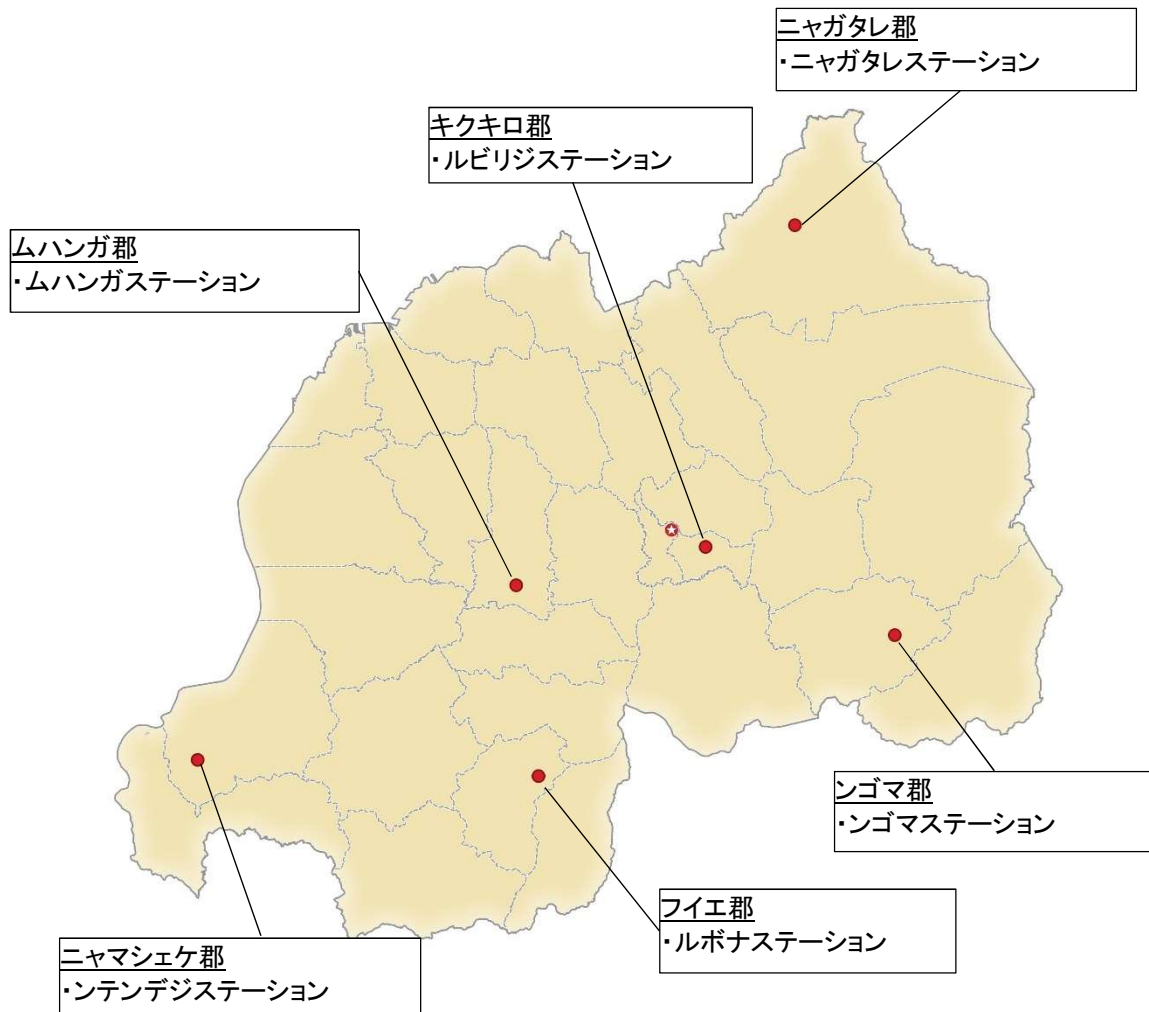 ニャガタレ郡
・ニャガタレステーション
キクキロ郡
・ルビリジステーション
ムハンガ郡
・ムハンガステーション
ンゴマ郡
・ンゴマステーション
フイエ郡
・ルボナステーション
ニャマシェケ郡
・ンテンデジステーション